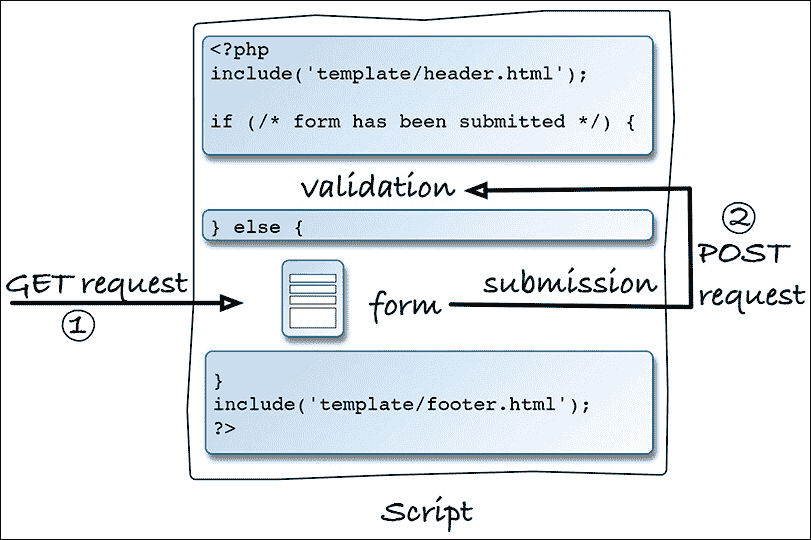 <?php
include('template/header.html');
if (/* form has been submitted */) {
validation
} else {
GET request
1
form
submission
2
POST
request
}
include('template/footer.html');
?>
Script